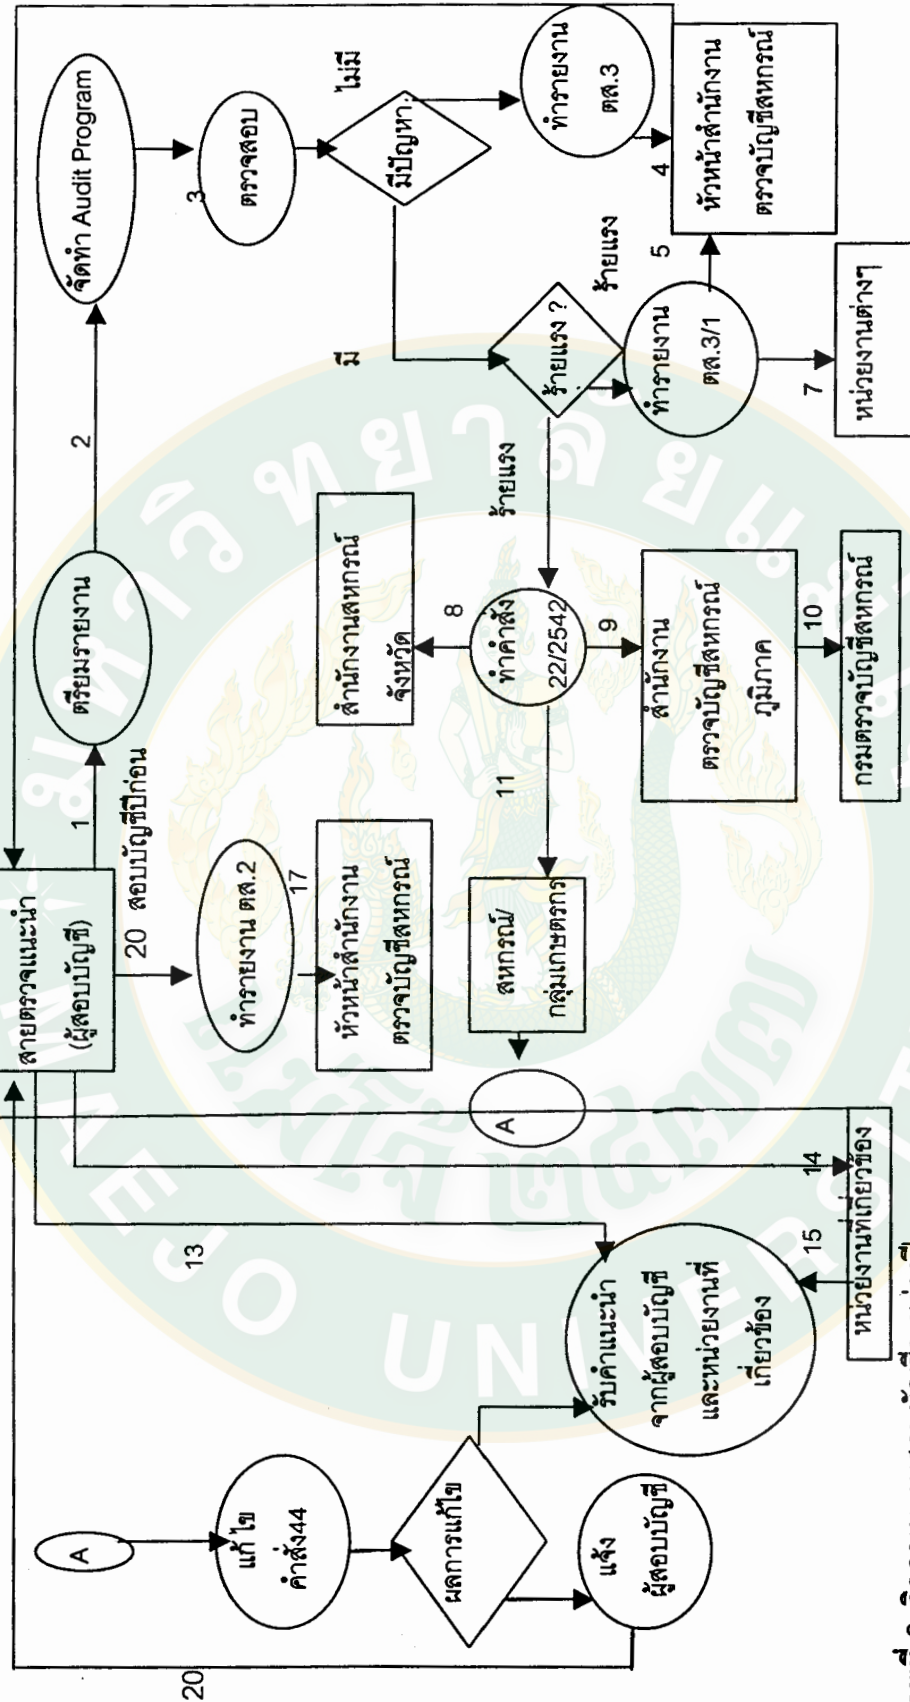 สายตรวจแนะนำ
(ผู้สอบบัญชี)
1
เตรียมรายงาน
2
จัดทำ Audit Program
3
ตรวจสอบ
มีปัญหา
ไม่มี
ทำรายงาน
ตส.3
4
หัวหน้าสำนักงาน
ตรวจบัญชีสหกรณ์
มี
ร้ายแรง ?
ร้ายแรง
ทำรายงาน
ตส.3/1
5
7
หน่วยงานต่างๆ
ร้ายแรง
ทำคำสั่ง
22/2542
8
สำนักงานสหกรณ์
จังหวัด
9
สำนักงาน
ตรวจบัญชีสหกรณ์
ภูมิภาค
10
กรมตรวจบัญชีสหกรณ์
11
สหกรณ์/
กลุ่มเกษตรกร
A
20 สอบบัญชีปีก่อน
ทำรายงาน ตส.2
17
หัวหน้าสำนักงาน
ตรวจบัญชีสหกรณ์
13
14
15
หน่วยงานที่เกี่ยวข้อง
รับคำแนะนำ
จากผู้สอบบัญชี
และหน่วยงานที่
เกี่ยวข้อง
A
แก้ไข
คำสั่ง44
ผลการแก้ไข
แจ้ง
ผู้สอบบัญชี
20
มหาวิทยาลัยแม่โจ้
MAEJO UNIVERSITY